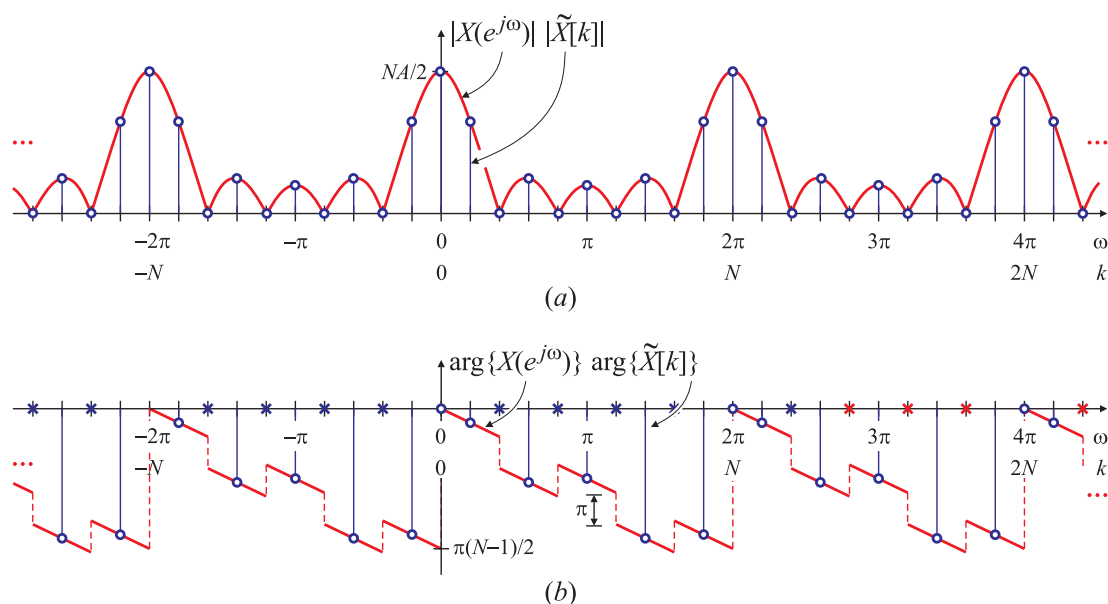 |X(e^{jω})| |X̃[k]|
NA/2
... ...
–2π –π 0 π 2π 3π 4π ω
–N 0 N 2N k
(a)
arg{X(e^{jω})} arg{X̃[k]}
–2π –π 0 π 2π 3π 4π ω
–N 0 N 2N k
... ...
π
π(N–1)/2
(b)